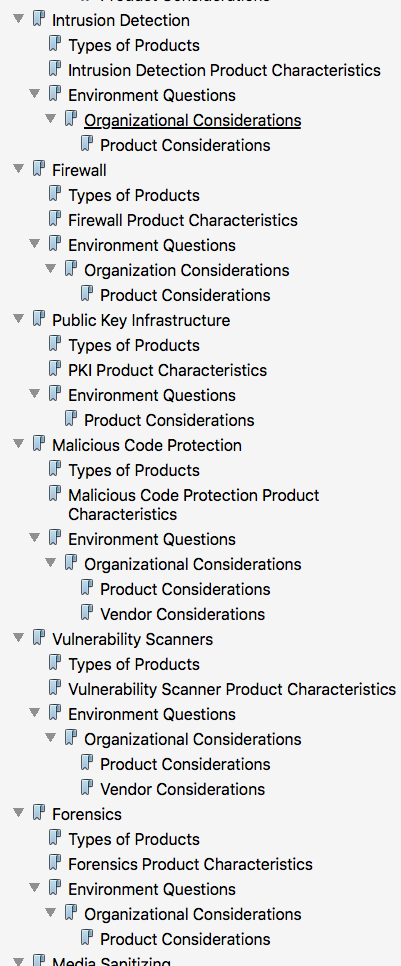 Product Considerations
Intrusion Detection
Types of Products
Intrusion Detection Product Characteristics
Environment Questions
Organizational Considerations
Product Considerations
Firewall
Types of Products
Firewall Product Characteristics
Environment Questions
Organization Considerations
Product Considerations
Public Key Infrastructure
Types of Products
PKI Product Characteristics
Environment Questions
Product Considerations
Malicious Code Protection
Types of Products
Malicious Code Protection Product
Characteristics
Environment Questions
Organizational Considerations
Product Considerations
Vendor Considerations
Vulnerability Scanners
Types of Products
Vulnerability Scanner Product Characteristics
Environment Questions
Organizational Considerations
Product Considerations
Vendor Considerations
Forensics
Types of Products
Forensics Product Characteristics
Environment Questions
Organizational Considerations
Product Considerations
Media Sanitizing